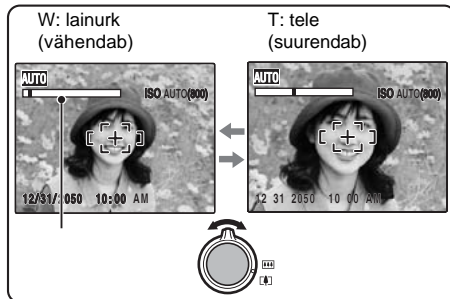 W: lainurk
(vähendab)
T: tele
(suurendab)
AUTO
ISO AUTO(800)
12/31/2050 10:00 AM
AUTO
ISO AUTO(800)
12 31 2050 10 00 AM